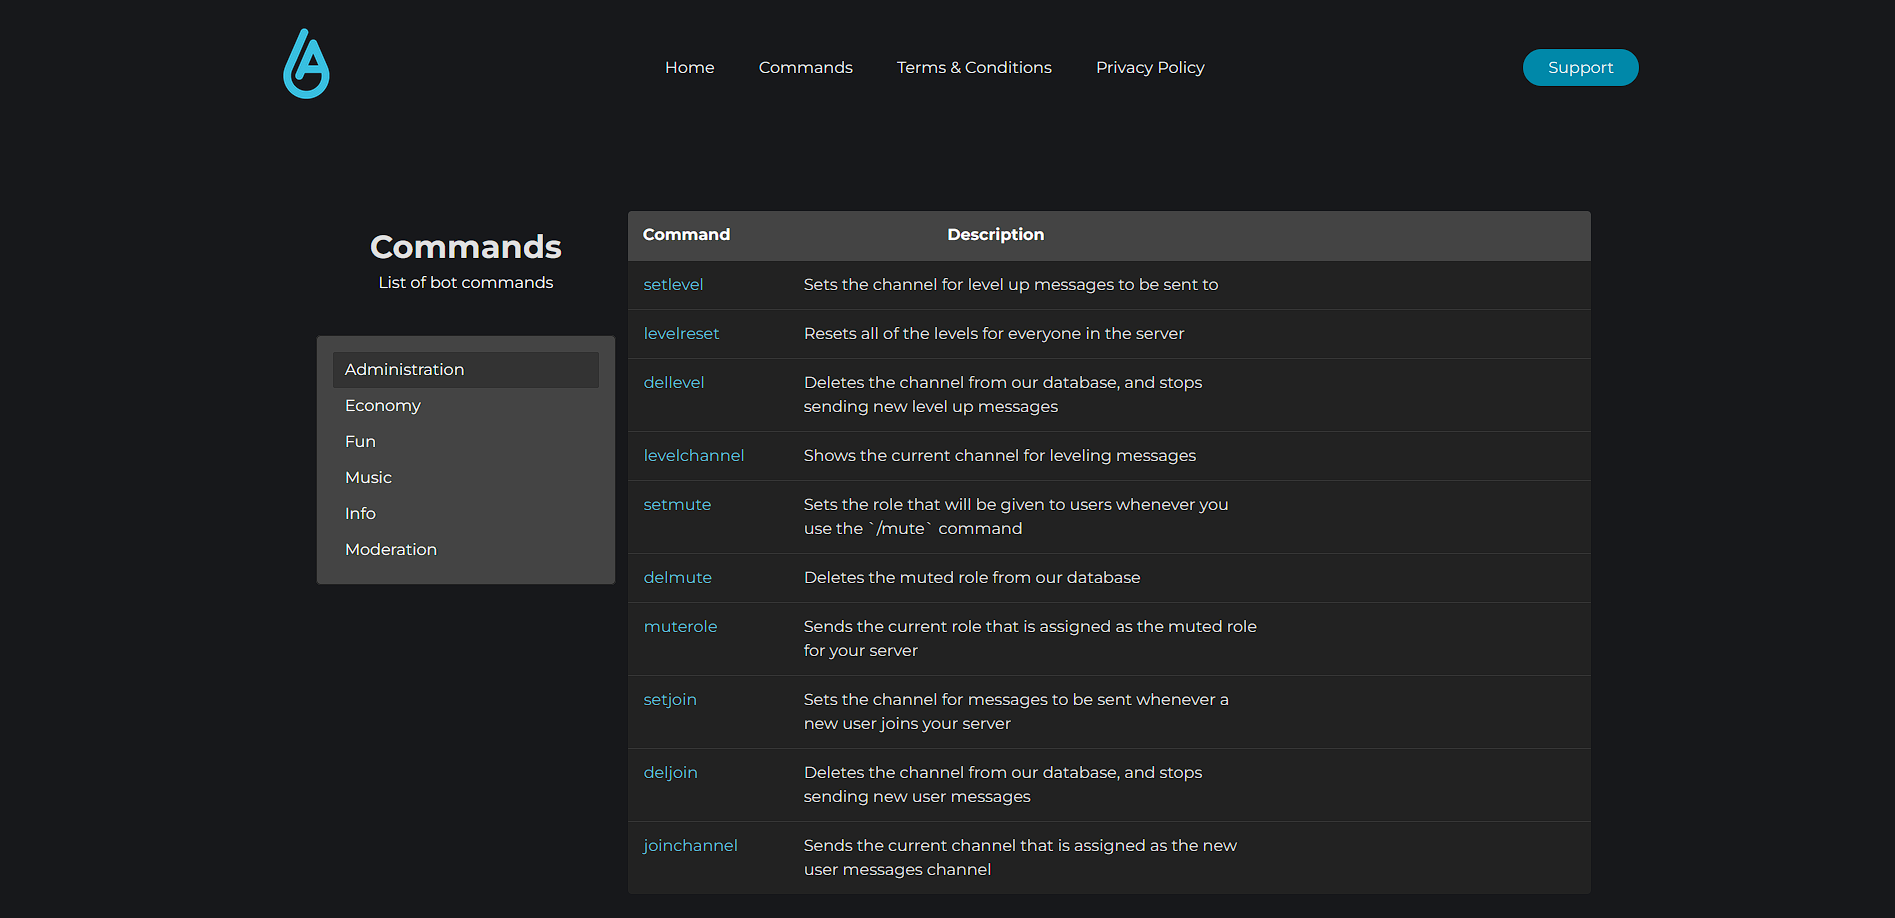 Home Commands Terms & Conditions Privacy Policy Support
Commands
List of bot commands
Administration
Economy
Fun
Music
Info
Moderation
Command Description
setlevel Sets the channel for level up messages to be sent to
levelreset Resets all of the levels for everyone in the server
dellevel Deletes the channel from our database, and stops
sending new level up messages
levelchannel Shows the current channel for leveling messages
setmute Sets the role that will be given to users whenever you
use the `/mute` command
delmute Deletes the muted role from our database
muterole Sends the current role that is assigned as the muted role
for your server
setjoin Sets the channel for messages to be sent whenever a
new user joins your server
deljoin Deletes the channel from our database, and stops
sending new user messages
joinchannel Sends the current channel that is assigned as the new
user messages channel